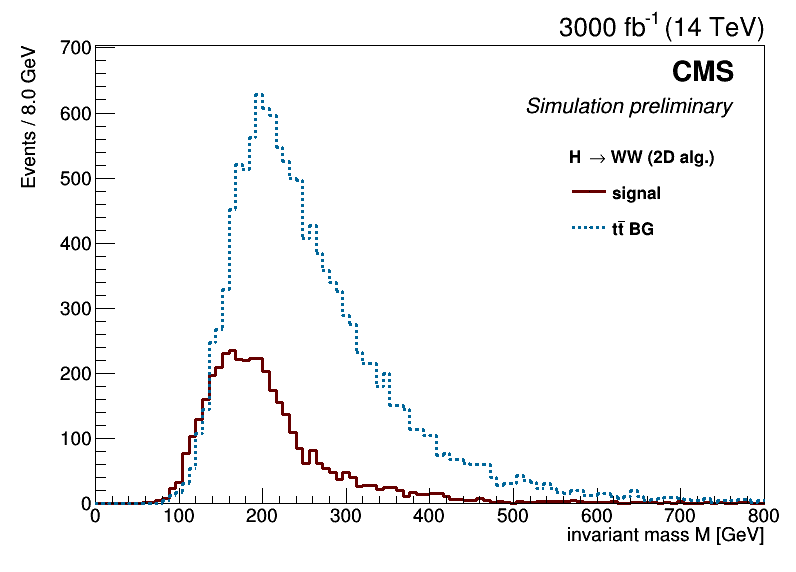 3000 fb⁻¹ (14 TeV)
CMS
Simulation preliminary
H → WW (2D alg.)
signal
tt̄ BG
Events / 8.0 GeV
700
600
500
400
300
200
100
0
0 100 200 300 400 500 600 700 800
invariant mass M [GeV]